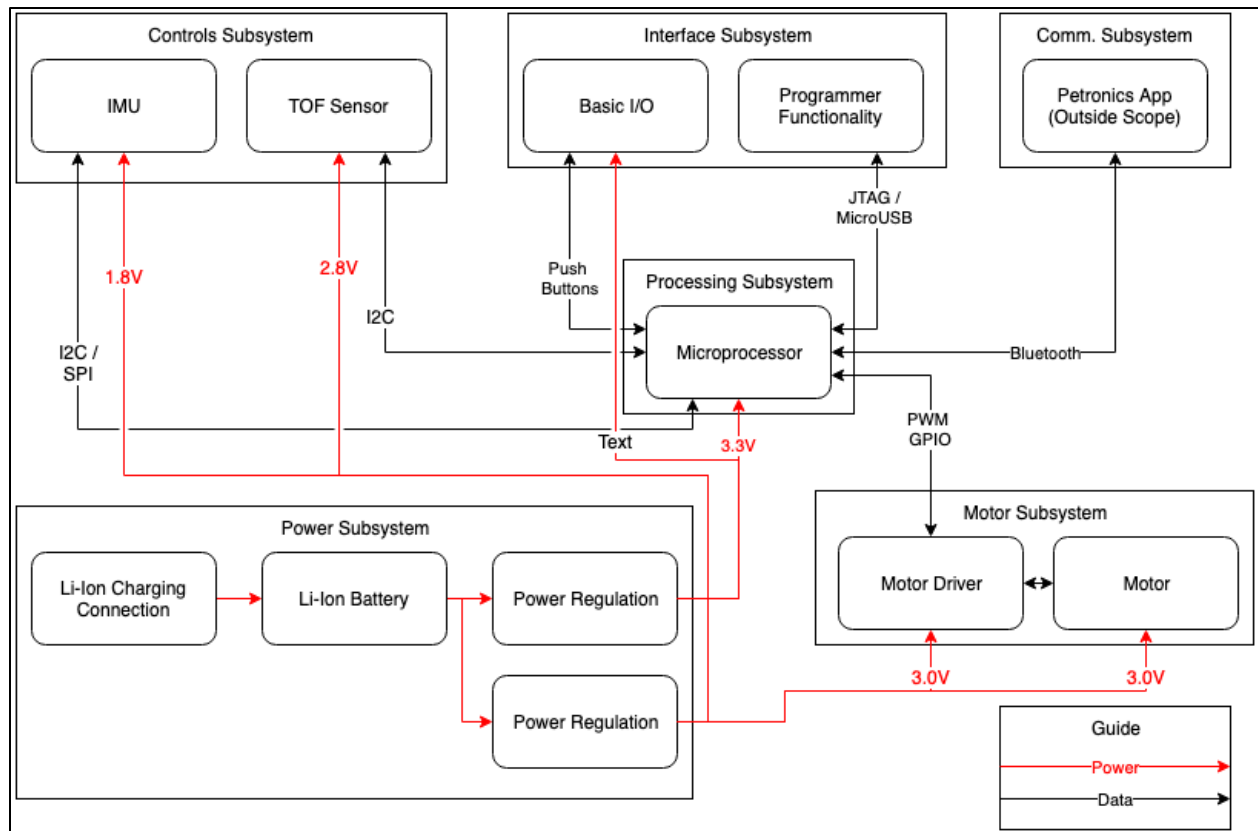 Controls Subsystem
IMU
TOF Sensor
Interface Subsystem
Basic I/O
Programmer
Functionality
Comm. Subsystem
Petronics App
(Outside Scope)
1.8V
2.8V
I2C
I2C /
SPI
Push
Buttons
JTAG /
MicroUSB
Processing Subsystem
Microprocessor
Bluetooth
Text
3.3V
PWM
GPIO
Power Subsystem
Li-Ion Charging
Connection
Li-Ion Battery
Power Regulation
Power Regulation
Motor Subsystem
Motor Driver
Motor
3.0V
3.0V
Guide
Power
Data